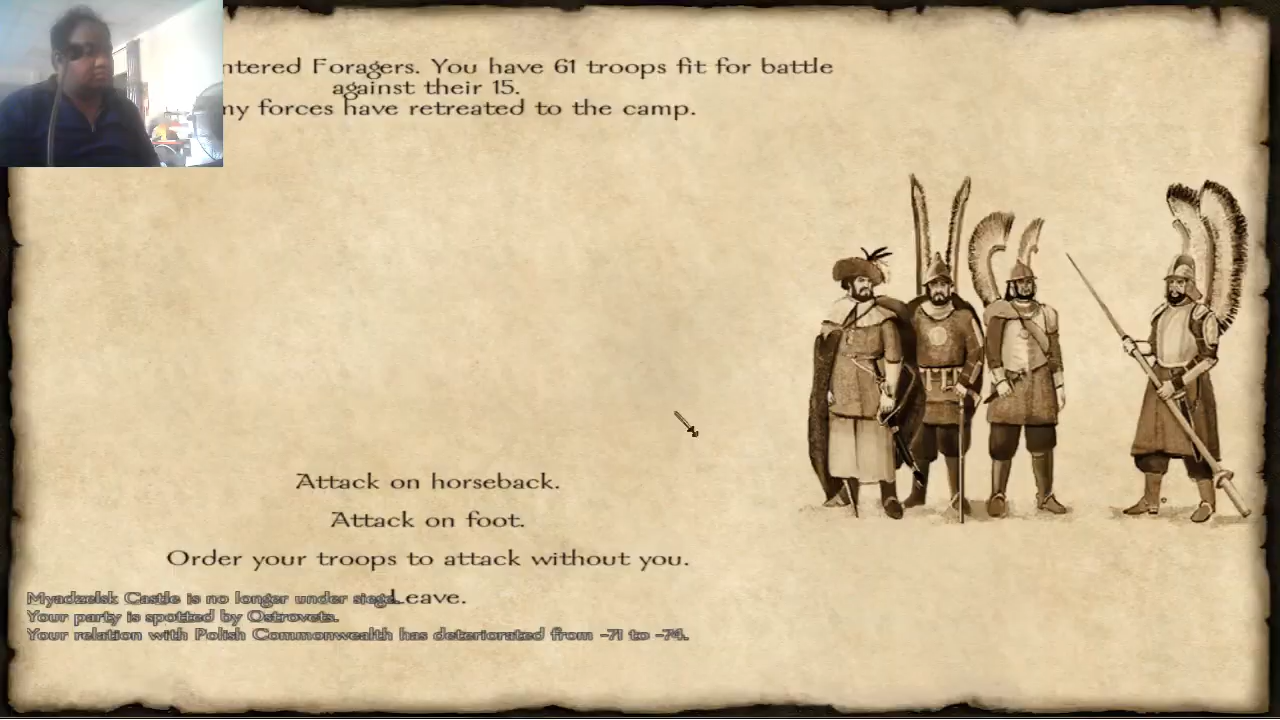 Foragers. You have 61 troops fit for battle
against their 15.
forces have retreated to the camp.
Attack on horseback.
Attack on foot.
Order your troops to attack without you.
Leave.
Myadzelsk Castle is no longer under siege.
Your party is spotted by Ostrovets.
Your relation with Polish Commonwealth has deteriorated from -71 to -74.